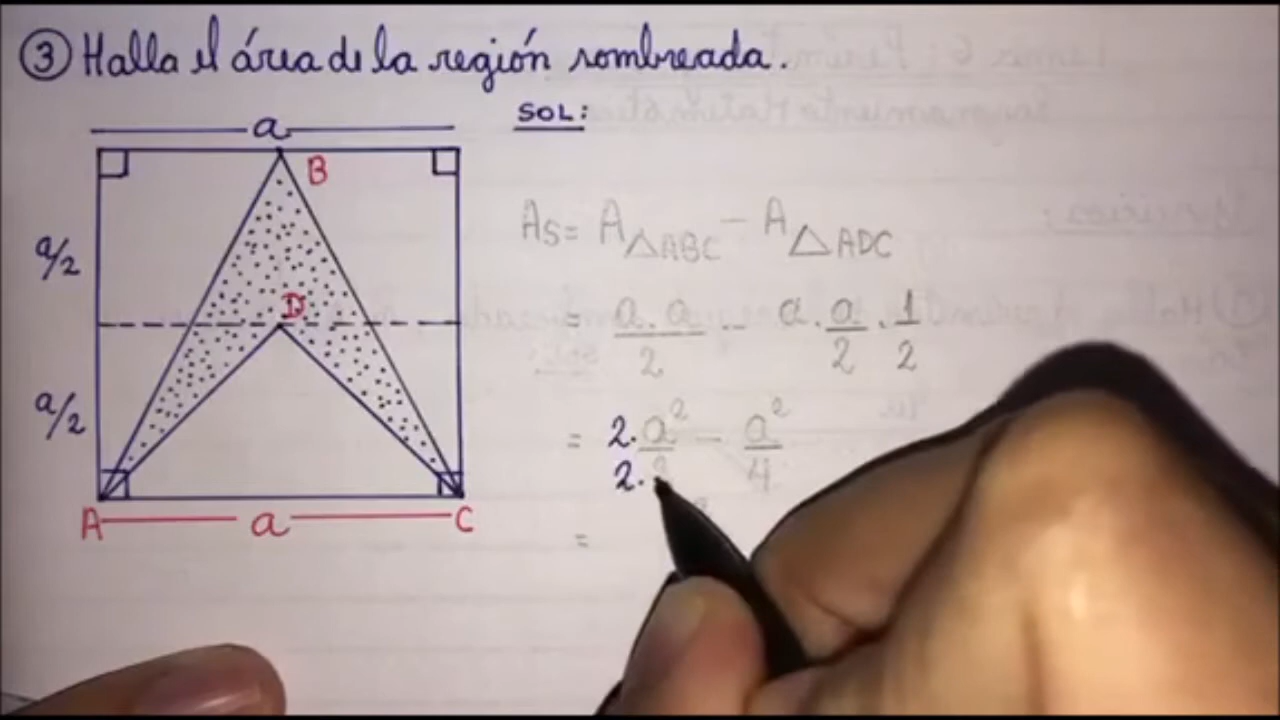 ③ Halla el área de la región sombreada.
SOL:
a
B
a/2
D
a/2
A a C
As = A△ABC - A△ADC
= a.a/2 - a.a/2.1/2
= 2.a²/2. - a²/4
=